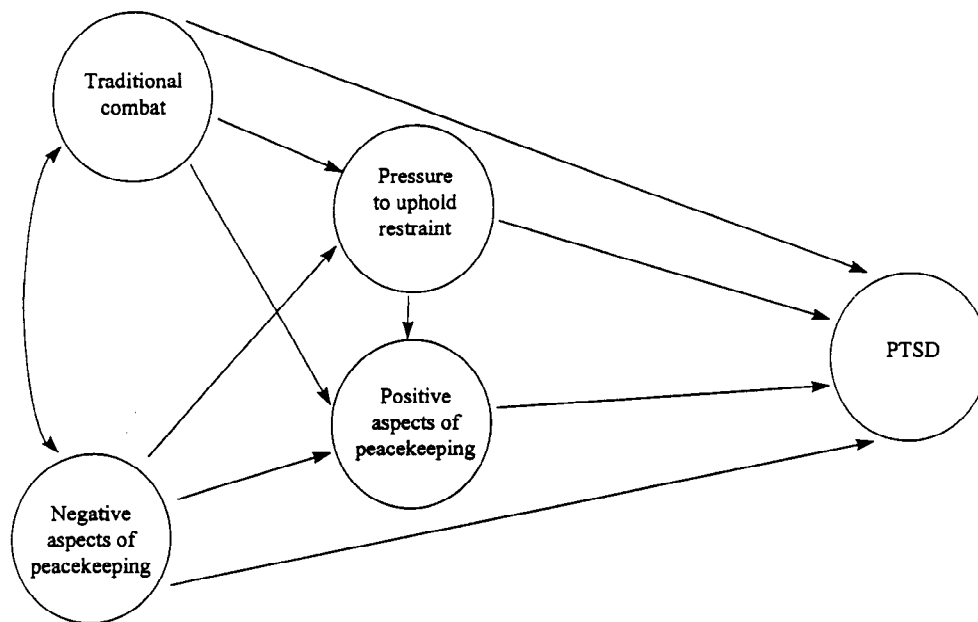 Traditional
combat
Pressure
to uphold
restraint
PTSD
Positive
aspects of
peacekeeping
Negative
aspects of
peacekeeping